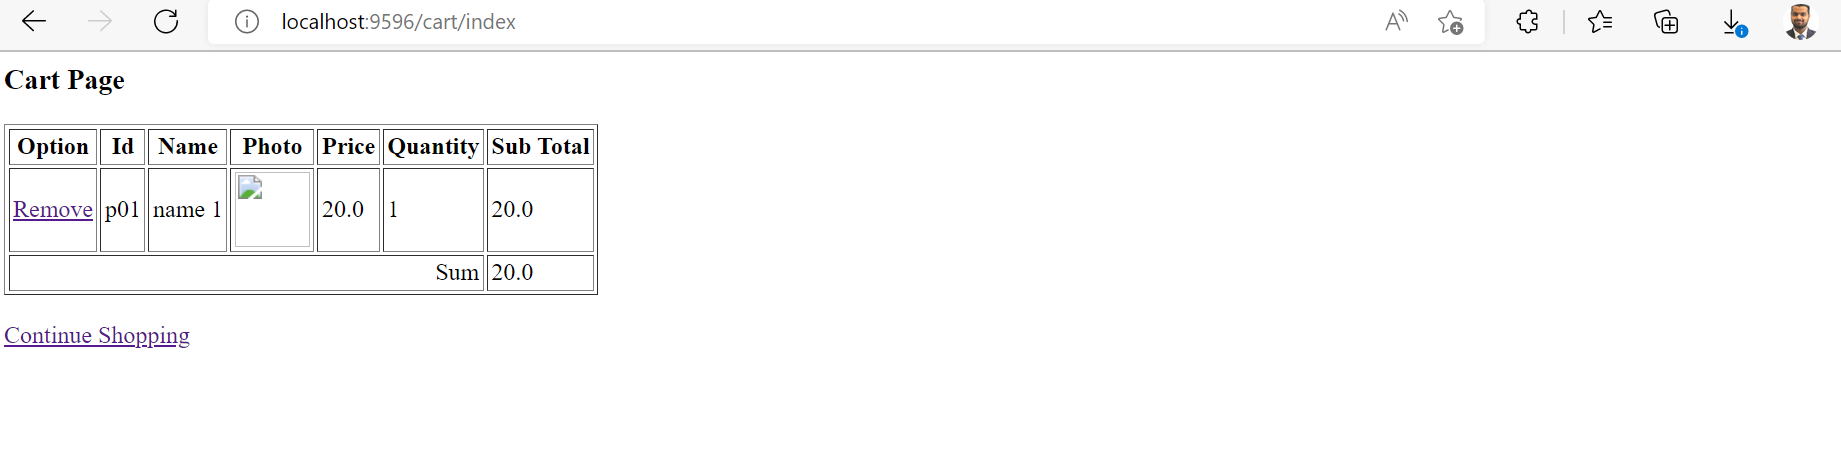 localhost:9596/cart/index
Cart Page
Option Id Name Photo Price Quantity Sub Total
Remove p01 name 1 20.0 1 20.0
Sum 20.0
Continue Shopping